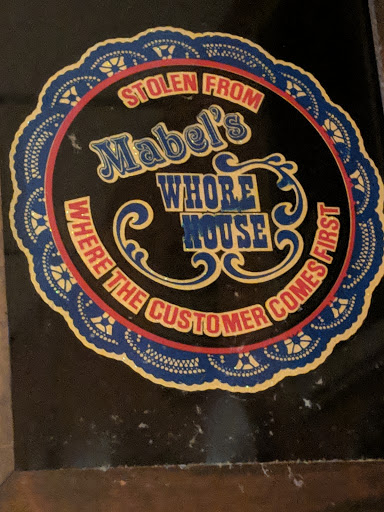 STOLEN FROM
Mabel's
WHORE
HOUSE
WHERE THE CUSTOMER COMES FIRST